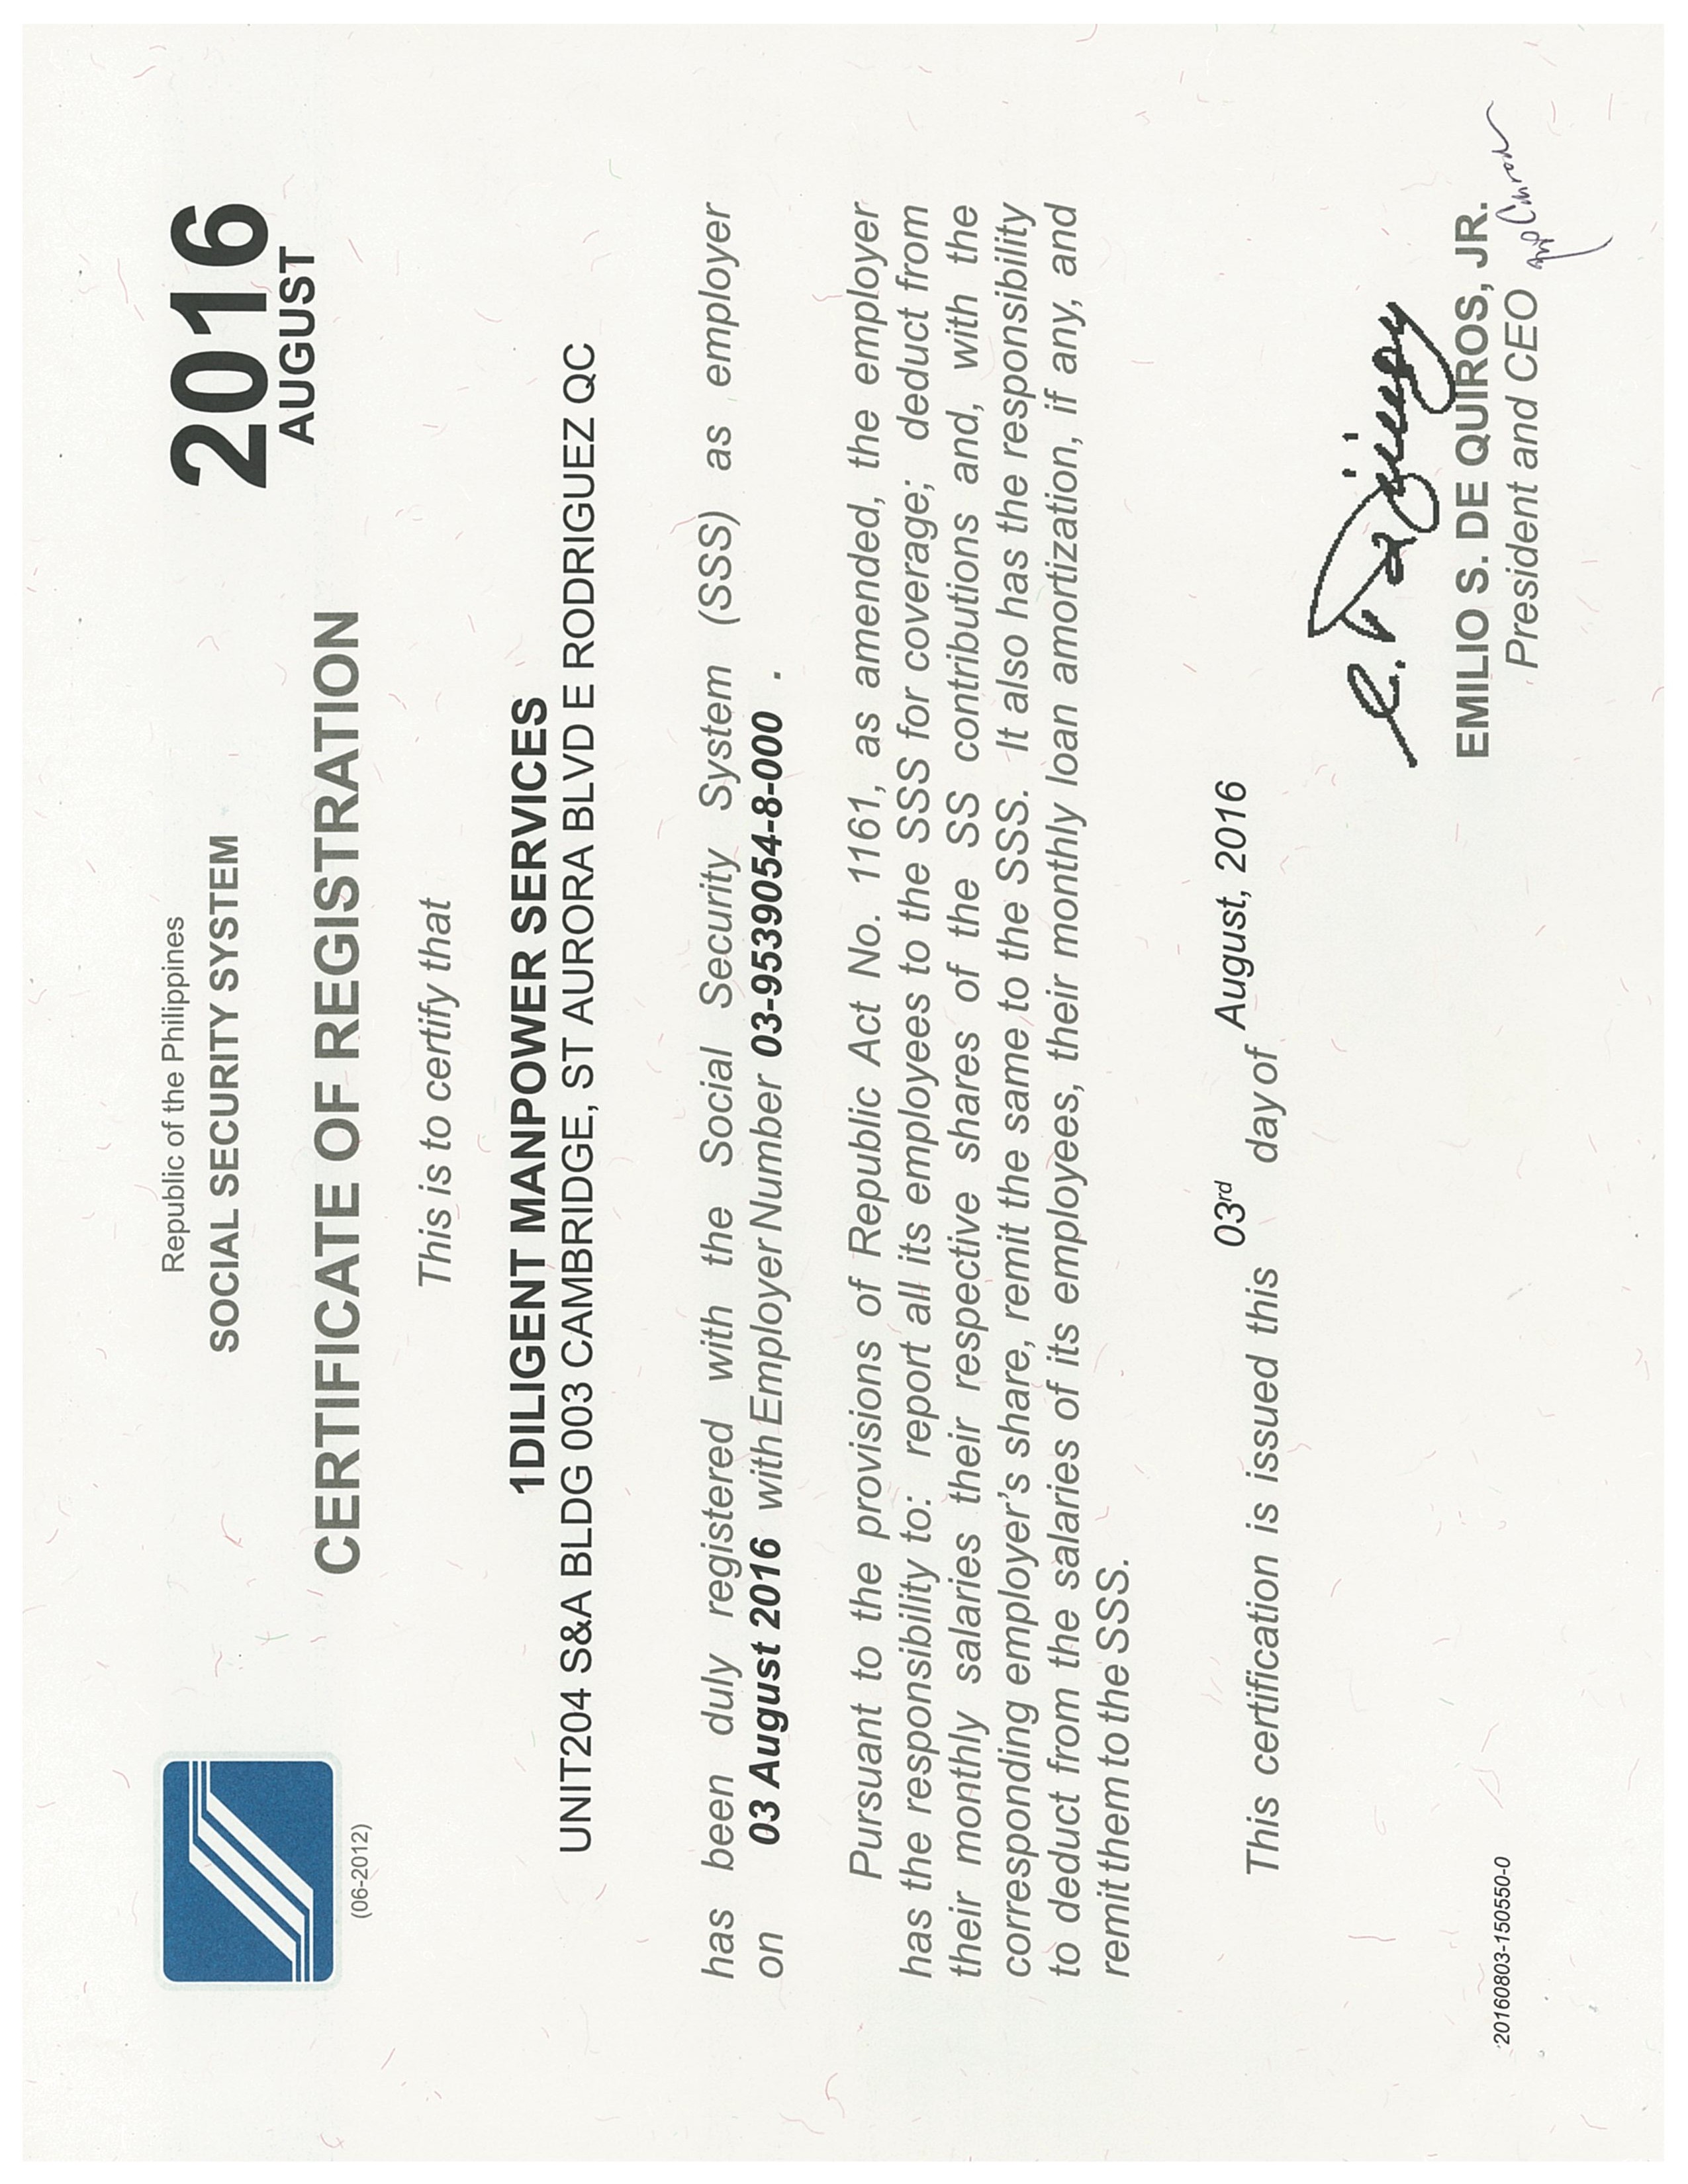 Republic of the Philippines
SOCIAL SECURITY SYSTEM
2016
AUGUST
(06-2012)
CERTIFICATE OF REGISTRATION
This is to certify that
1DILIGENT MANPOWER SERVICES
UNIT204 S&A BLDG 003 CAMBRIDGE, ST AURORA BLVD E RODRIGUEZ QC
has been duly registered with the Social Security System (SSS) as employer
on 03 August 2016 with Employer Number 03-9539054-8-000 .
Pursuant to the provisions of Republic Act No. 1161, as amended, the employer
has the responsibility to: report all its employees to the SSS for coverage; deduct from
their monthly salaries their respective shares of the SS contributions and, with the
corresponding employer's share, remit the same to the SSS. It also has the responsibility
to deduct from the salaries of its employees, their monthly loan amortization, if any, and
remit them to the SSS.
This certification is issued this 03rd day of August, 2016
EMILIO S. DE QUIROS, JR.
President and CEO
20160803-150550-0